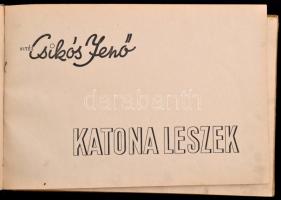 vitéz Csikós Jenő
darabanth
KATONA LESZEK